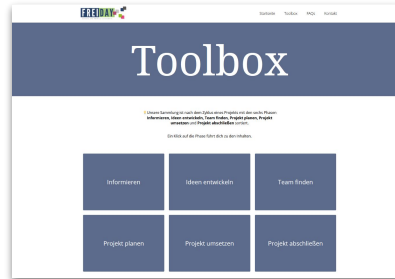 FREIDAY
Startseite Toolbox FAQs Kontakt
Toolbox
Unsere Sammlung ist nach dem Zyklus eines Projekts mit den sechs Phasen
Informieren, Ideen entwickeln, Team finden, Projekt planen, Projekt
umsetzen und Projekt abschließen sortiert.
Ein Klick auf die Phase führt dich zu den Inhalten.
Informieren
Ideen entwickeln
Team finden
Projekt planen
Projekt umsetzen
Projekt abschließen